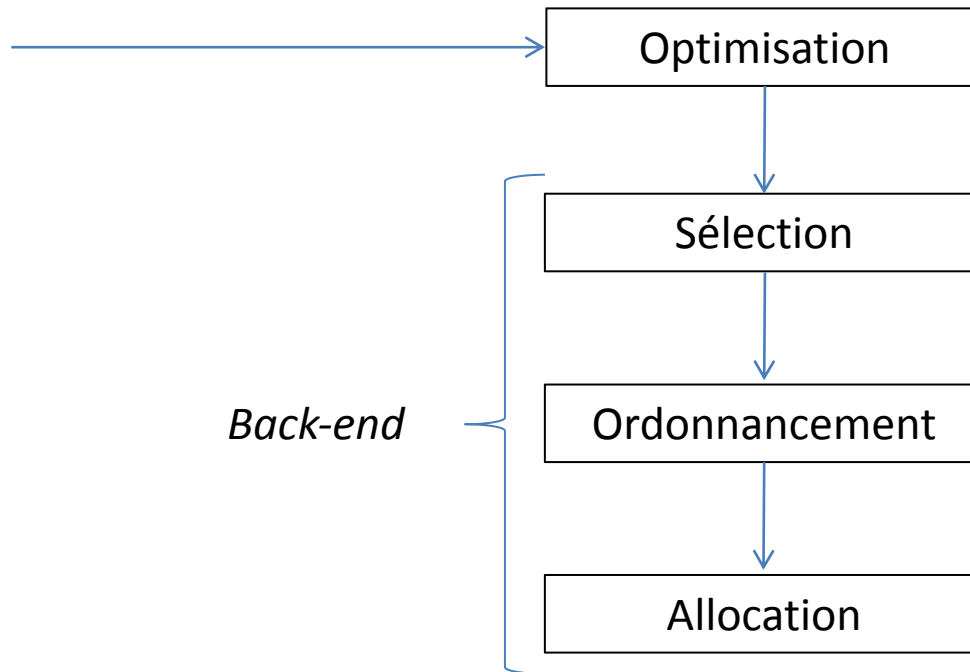 Optimisation
Sélection
Back-end
Ordonnancement
Allocation